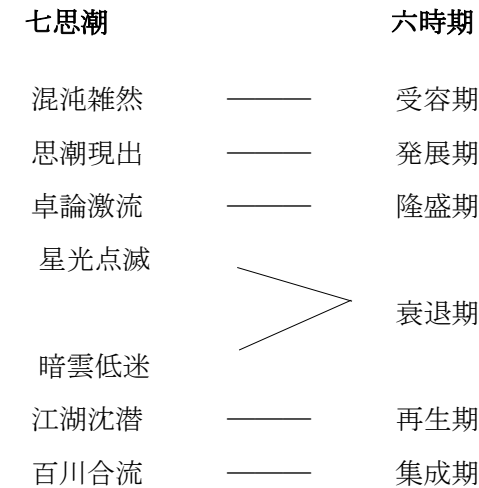 七思潮 六時期
混沌雑然 受容期
思潮現出 発展期
卓論激流 隆盛期
星光点滅
衰退期
暗雲低迷
江湖沈潜 再生期
百川合流 集成期